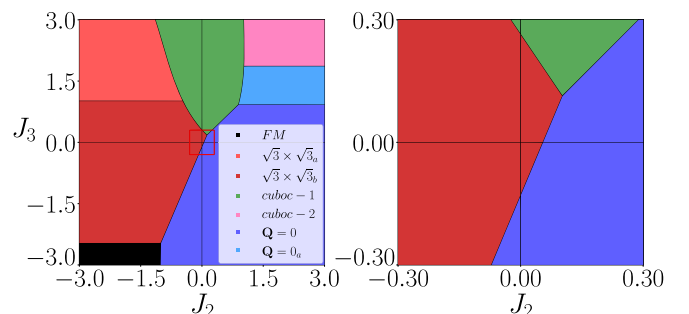 3.0
1.5
J₃ 0.0
−1.5
−3.0
−3.0 −1.5 0.0 1.5 3.0
J₂
FM
√3 × √3ₐ
√3 × √3_b
cuboc − 1
cuboc − 2
Q = 0
Q = 0ₐ
0.30
0.00
−0.30
−0.30 0.00 0.30
J₂